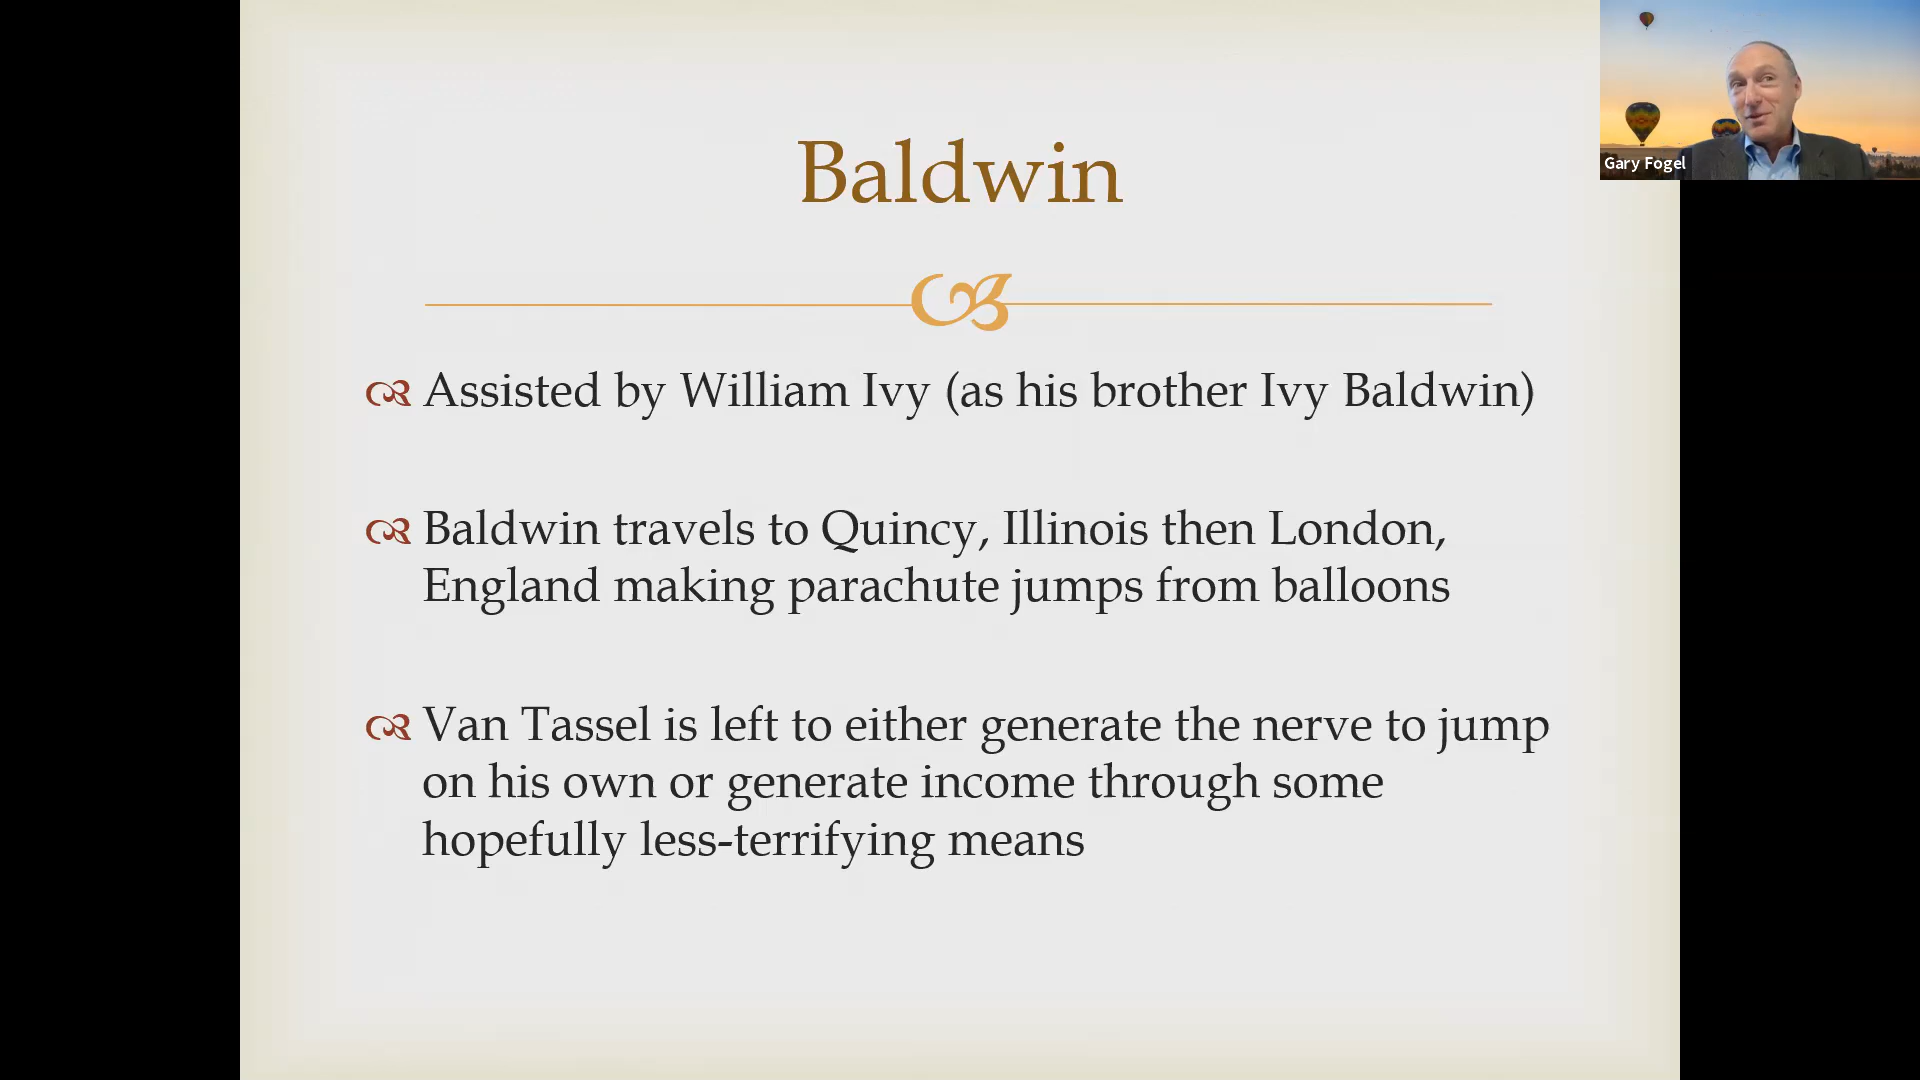 Baldwin
Assisted by William Ivy (as his brother Ivy Baldwin)
Baldwin travels to Quincy, Illinois then London,
England making parachute jumps from balloons
Van Tassel is left to either generate the nerve to jump
on his own or generate income through some
hopefully less-terrifying means
Gary Fogel